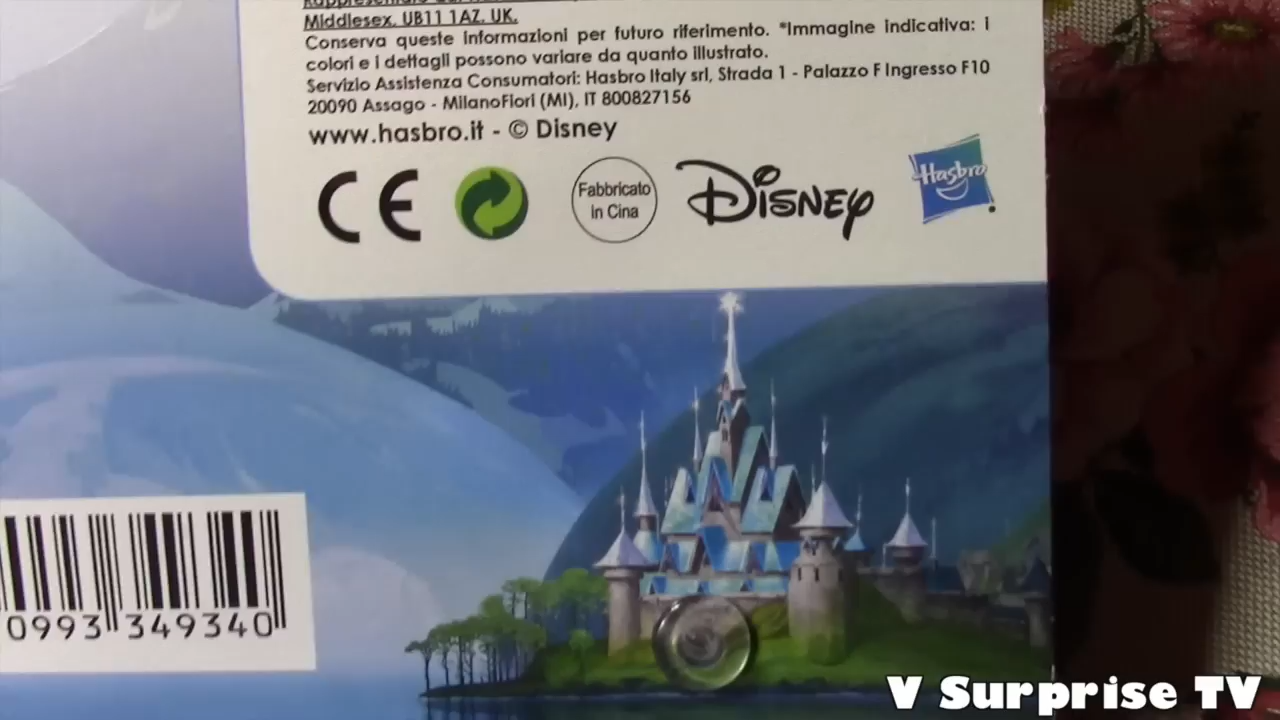 Middlesex. UB11 1AZ. UK.
Conserva queste informazioni per futuro riferimento. *Immagine indicativa: i
colori e i dettagli possono variare da quanto illustrato.
Servizio Assistenza Consumatori: Hasbro Italy srl, Strada 1 - Palazzo F Ingresso F10
20090 Assago - MilanoFiori (MI), IT 800827156
www.hasbro.it - © Disney
CE
Fabbricato
in Cina
Disney
Hasbro
0993 349340
V Surprise TV